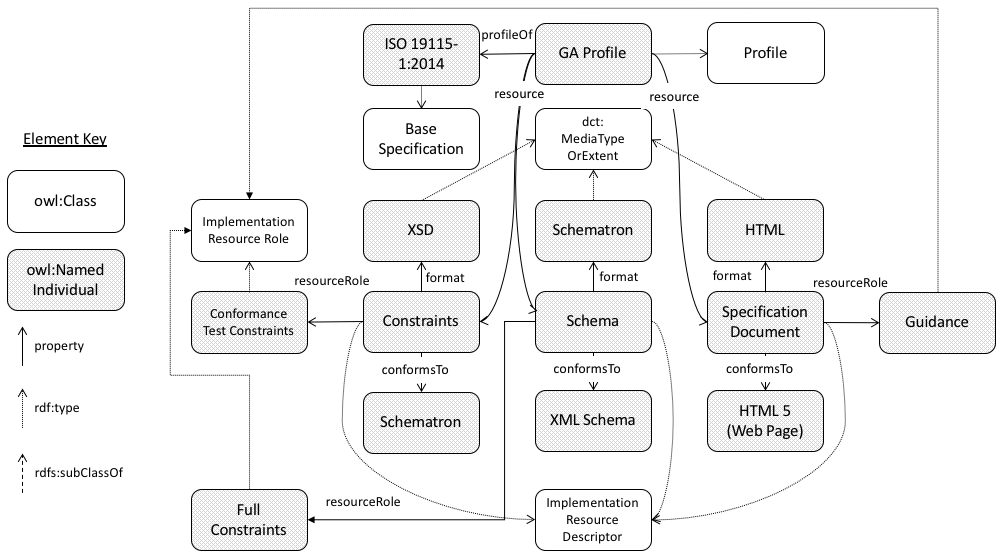 ISO 19115-
1:2014
profileOf
GA Profile
Profile
resource
resource
Base
Specification
dct:
MediaType
OrExtent
Element Key
owl:Class
owl:Named
Individual
property
rdf:type
rdfs:subClassOf
Implementation
Resource Role
XSD
Schematron
HTML
resourceRole
format
format
format
resourceRole
Conformance
Test Constraints
Constraints
Schema
Specification
Document
Guidance
conformsTo
conformsTo
conformsTo
Schematron
XML Schema
HTML 5
(Web Page)
Full
Constraints
resourceRole
Implementation
Resource
Descriptor